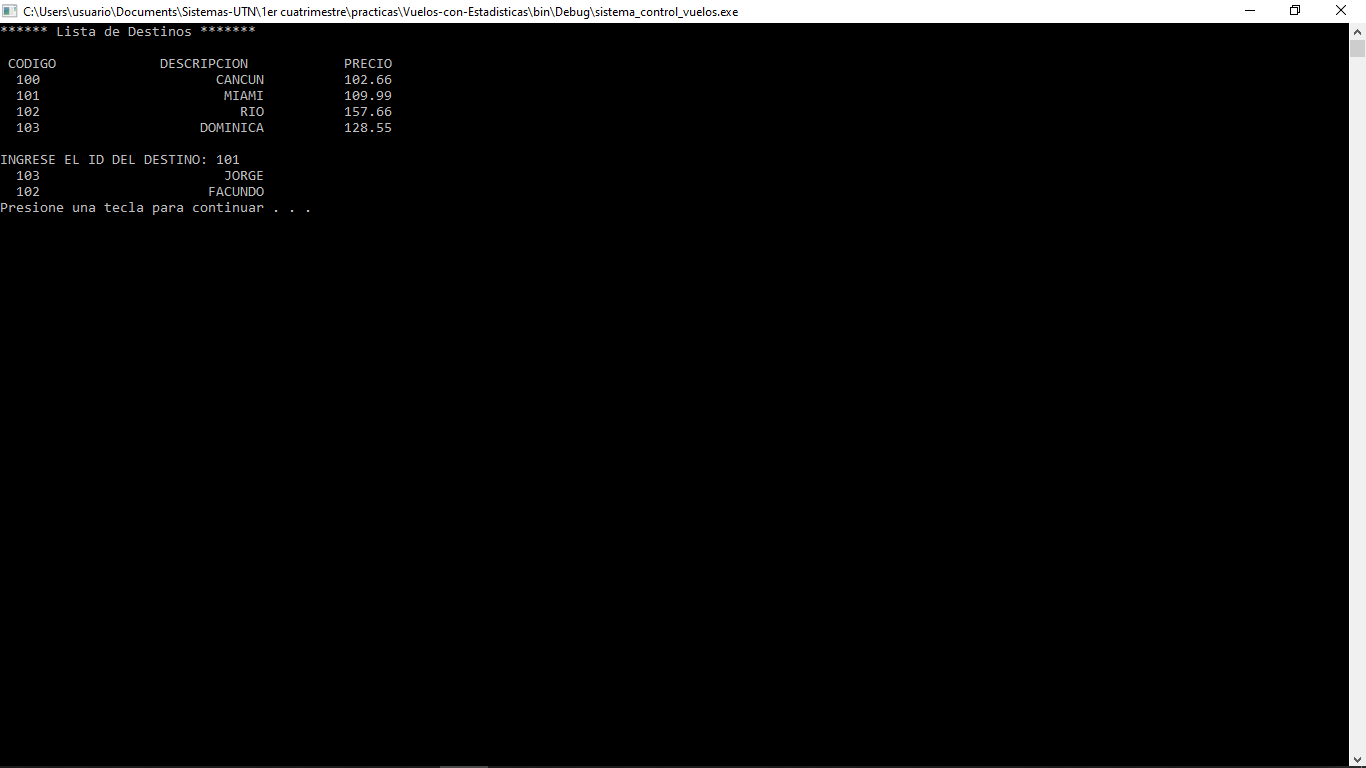 C:\Users\usuario\Documents\Sistemas-UTN\1er cuatrimestre\practicas\Vuelos-con-Estadisticas\bin\Debug\sistema_control_vuelos.exe
****** Lista de Destinos *******
CODIGO DESCRIPCION PRECIO
100 CANCUN 102.66
101 MIAMI 109.99
102 RIO 157.66
103 DOMINICA 128.55
INGRESE EL ID DEL DESTINO: 101
103 JORGE
102 FACUNDO
Presione una tecla para continuar . . .